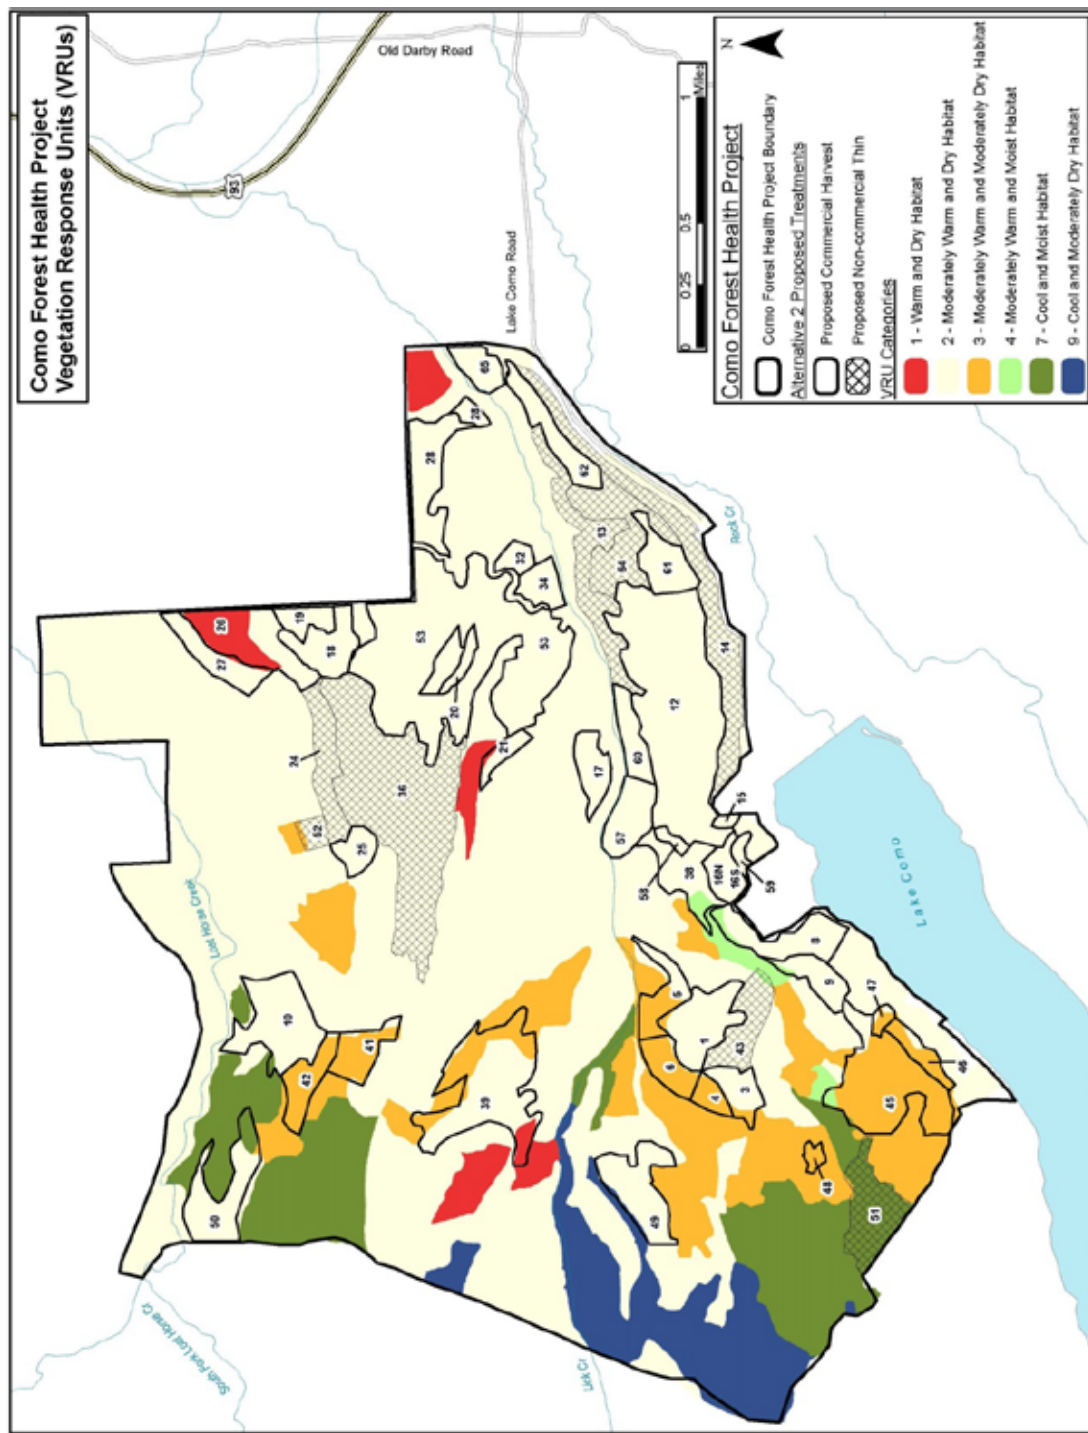 Como Forest Health Project
Vegetation Response Units (VRUs)
Old Darby Road
93
Lake Como Road
Lost Horse Creek
South Fork Lost Horse Cr
Lick Cr
Rock Cr
Lake Como
65
28
28
62
13
64
61
32
34
14
26
27
19
18
53
53
20
21
24
36
52
25
12
60
17
57
15
58
38
16N
16S
59
8
9
47
46
45
10
42
41
39
5
1
43
6
4
3
50
49
48
51
N
0 0.25 0.5 1
Miles
Como Forest Health Project
Como Forest Health Project Boundary
Alternative 2 Proposed Treatments
Proposed Commercial Harvest
Proposed Non-commercial Thin
VRU Categories
1 - Warm and Dry Habitat
2 - Moderately Warm and Dry Habitat
3 - Moderately Warm and Moderately Dry Habitat
4 - Moderately Warm and Moist Habitat
7 - Cool and Moist Habitat
9 - Cool and Moderately Dry Habitat